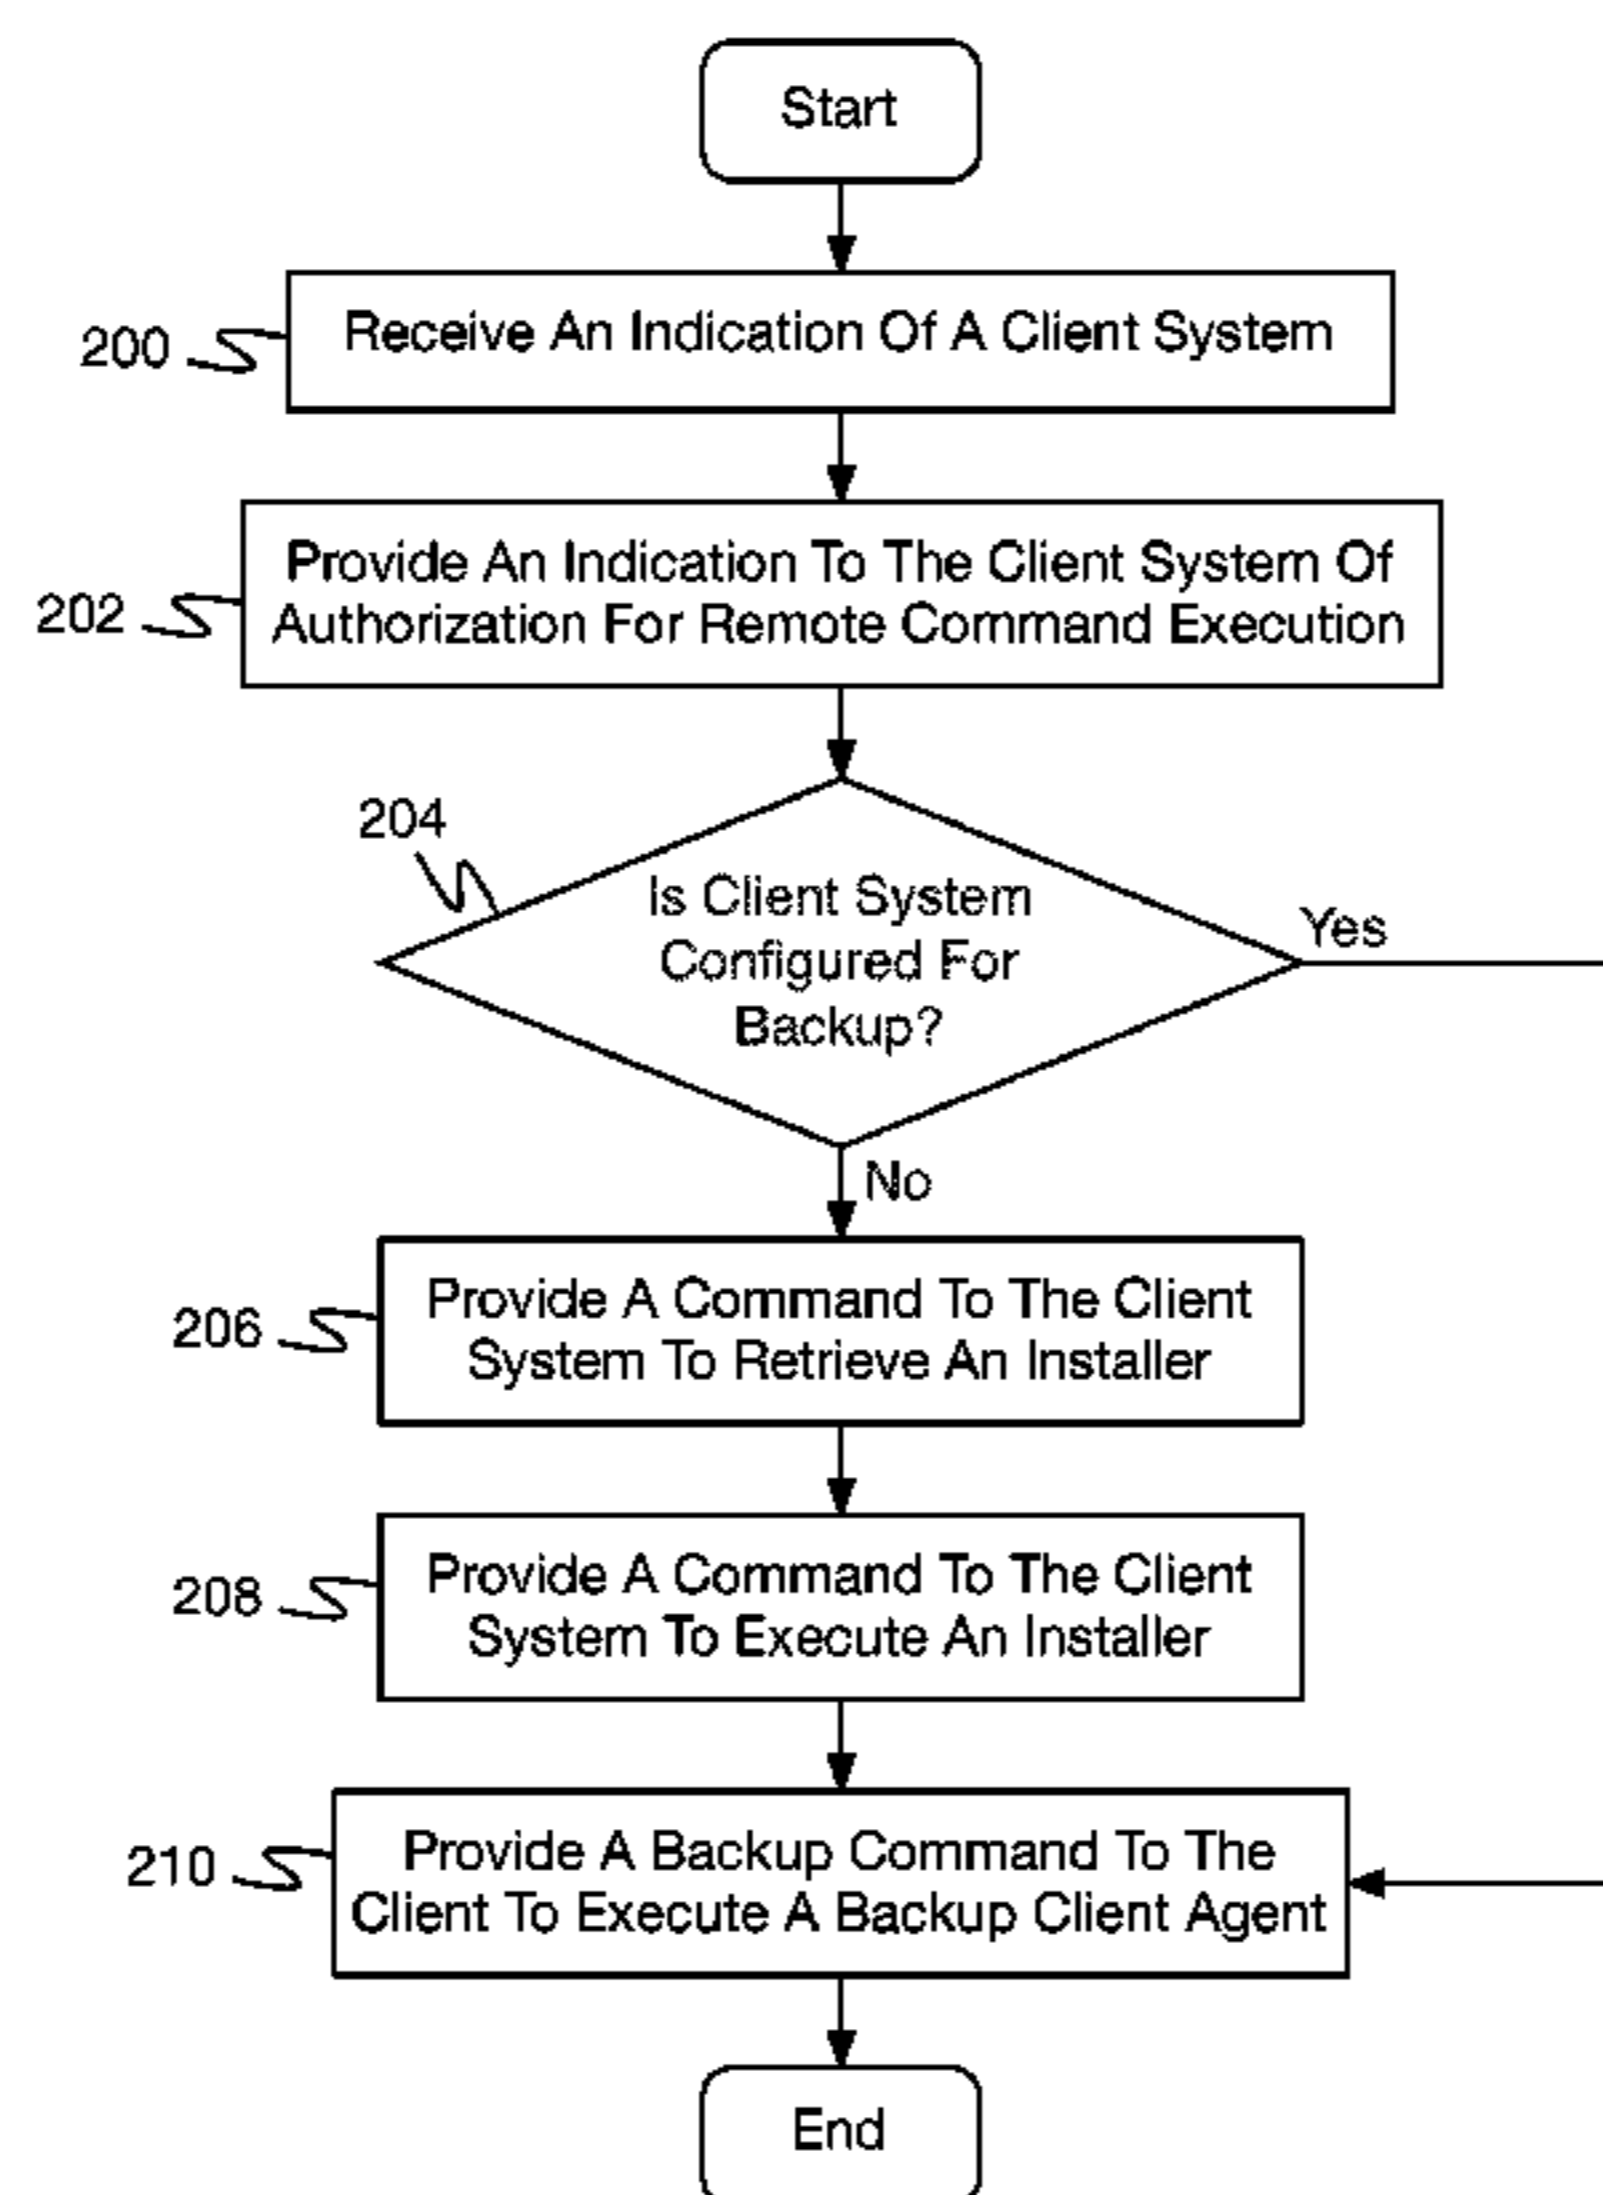 Start
200
Receive An Indication Of A Client System
202
Provide An Indication To The Client System Of
Authorization For Remote Command Execution
204
Is Client System
Configured For
Backup?
Yes
No
206
Provide A Command To The Client
System To Retrieve An Installer
208
Provide A Command To The Client
System To Execute An Installer
210
Provide A Backup Command To The
Client To Execute A Backup Client Agent
End